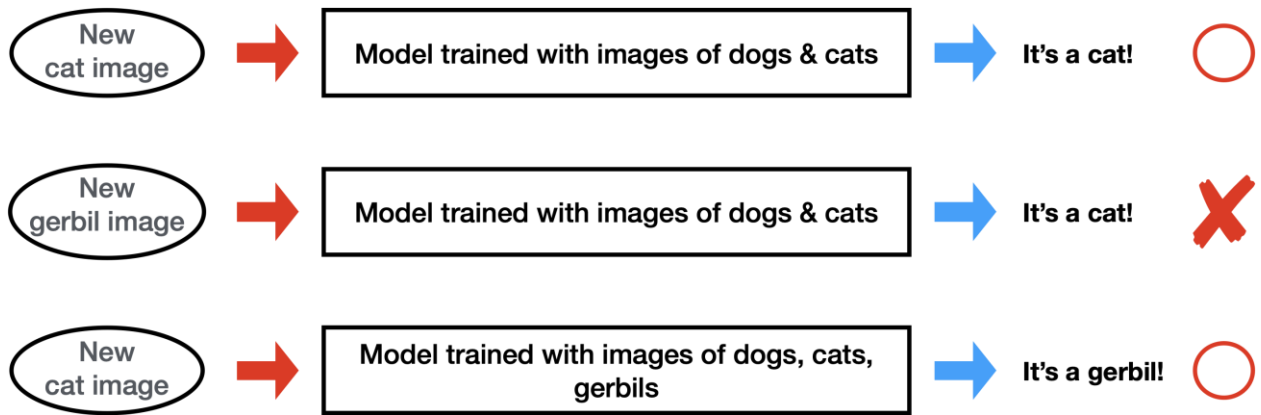 New
cat image
Model trained with images of dogs & cats
It's a cat!
New
gerbil image
Model trained with images of dogs & cats
It's a cat!
New
cat image
Model trained with images of dogs, cats,
gerbils
It's a gerbil!